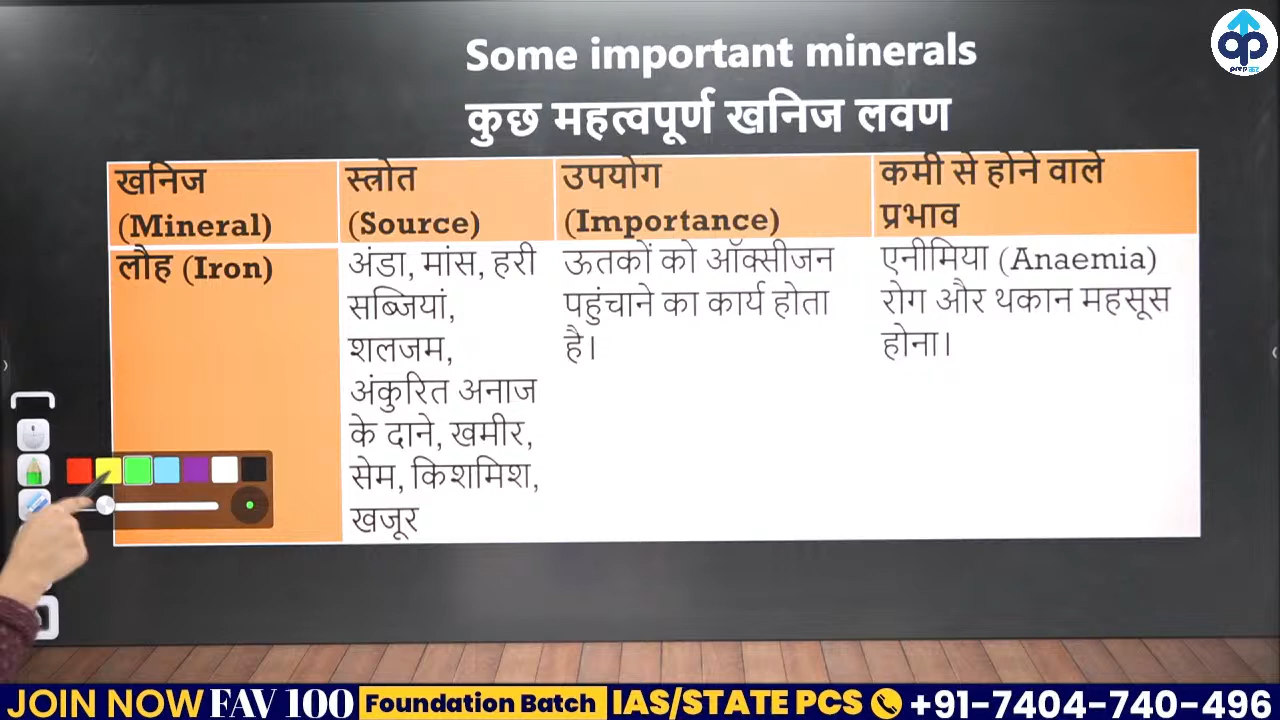 Some important minerals
कुछ महत्वपूर्ण खनिज लवण
खनिज
(Mineral)
स्त्रोत
(Source)
उपयोग
(Importance)
कमी से होने वाले
प्रभाव
लौह (Iron)
अंडा, मांस, हरी
सब्जियां,
शलजम,
अंकुरित अनाज
के दाने, खमीर,
सेम, किशमिश,
खजूर
ऊतकों को ऑक्सीजन
पहुंचाने का कार्य होता
है।
एनीमिया (Anaemia)
रोग और थकान महसूस
होना।
prep
JOIN NOW FAV 100 Foundation Batch IAS/STATE PCS +91-7404-740-496